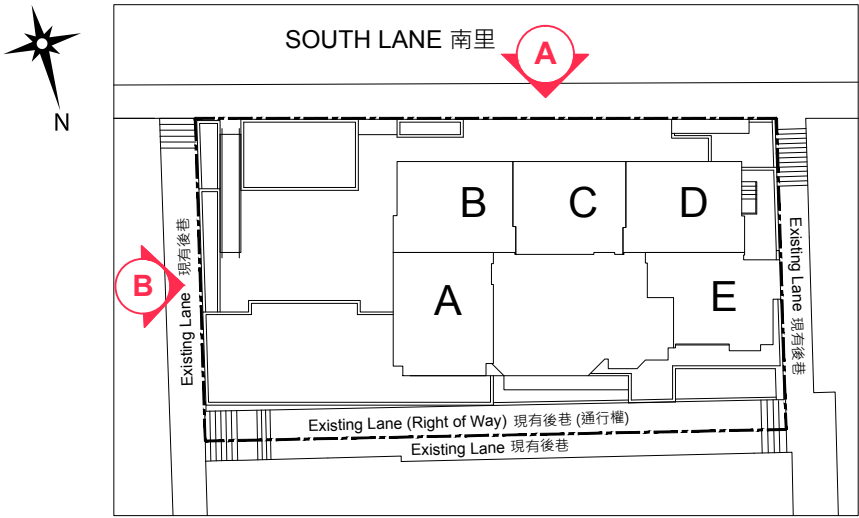 SOUTH LANE 南里
A
N
B
C
D
Existing Lane 現有後巷
B
A
E
Existing Lane 現有後巷
Existing Lane (Right of Way) 現有後巷 (通行權)
Existing Lane 現有後巷